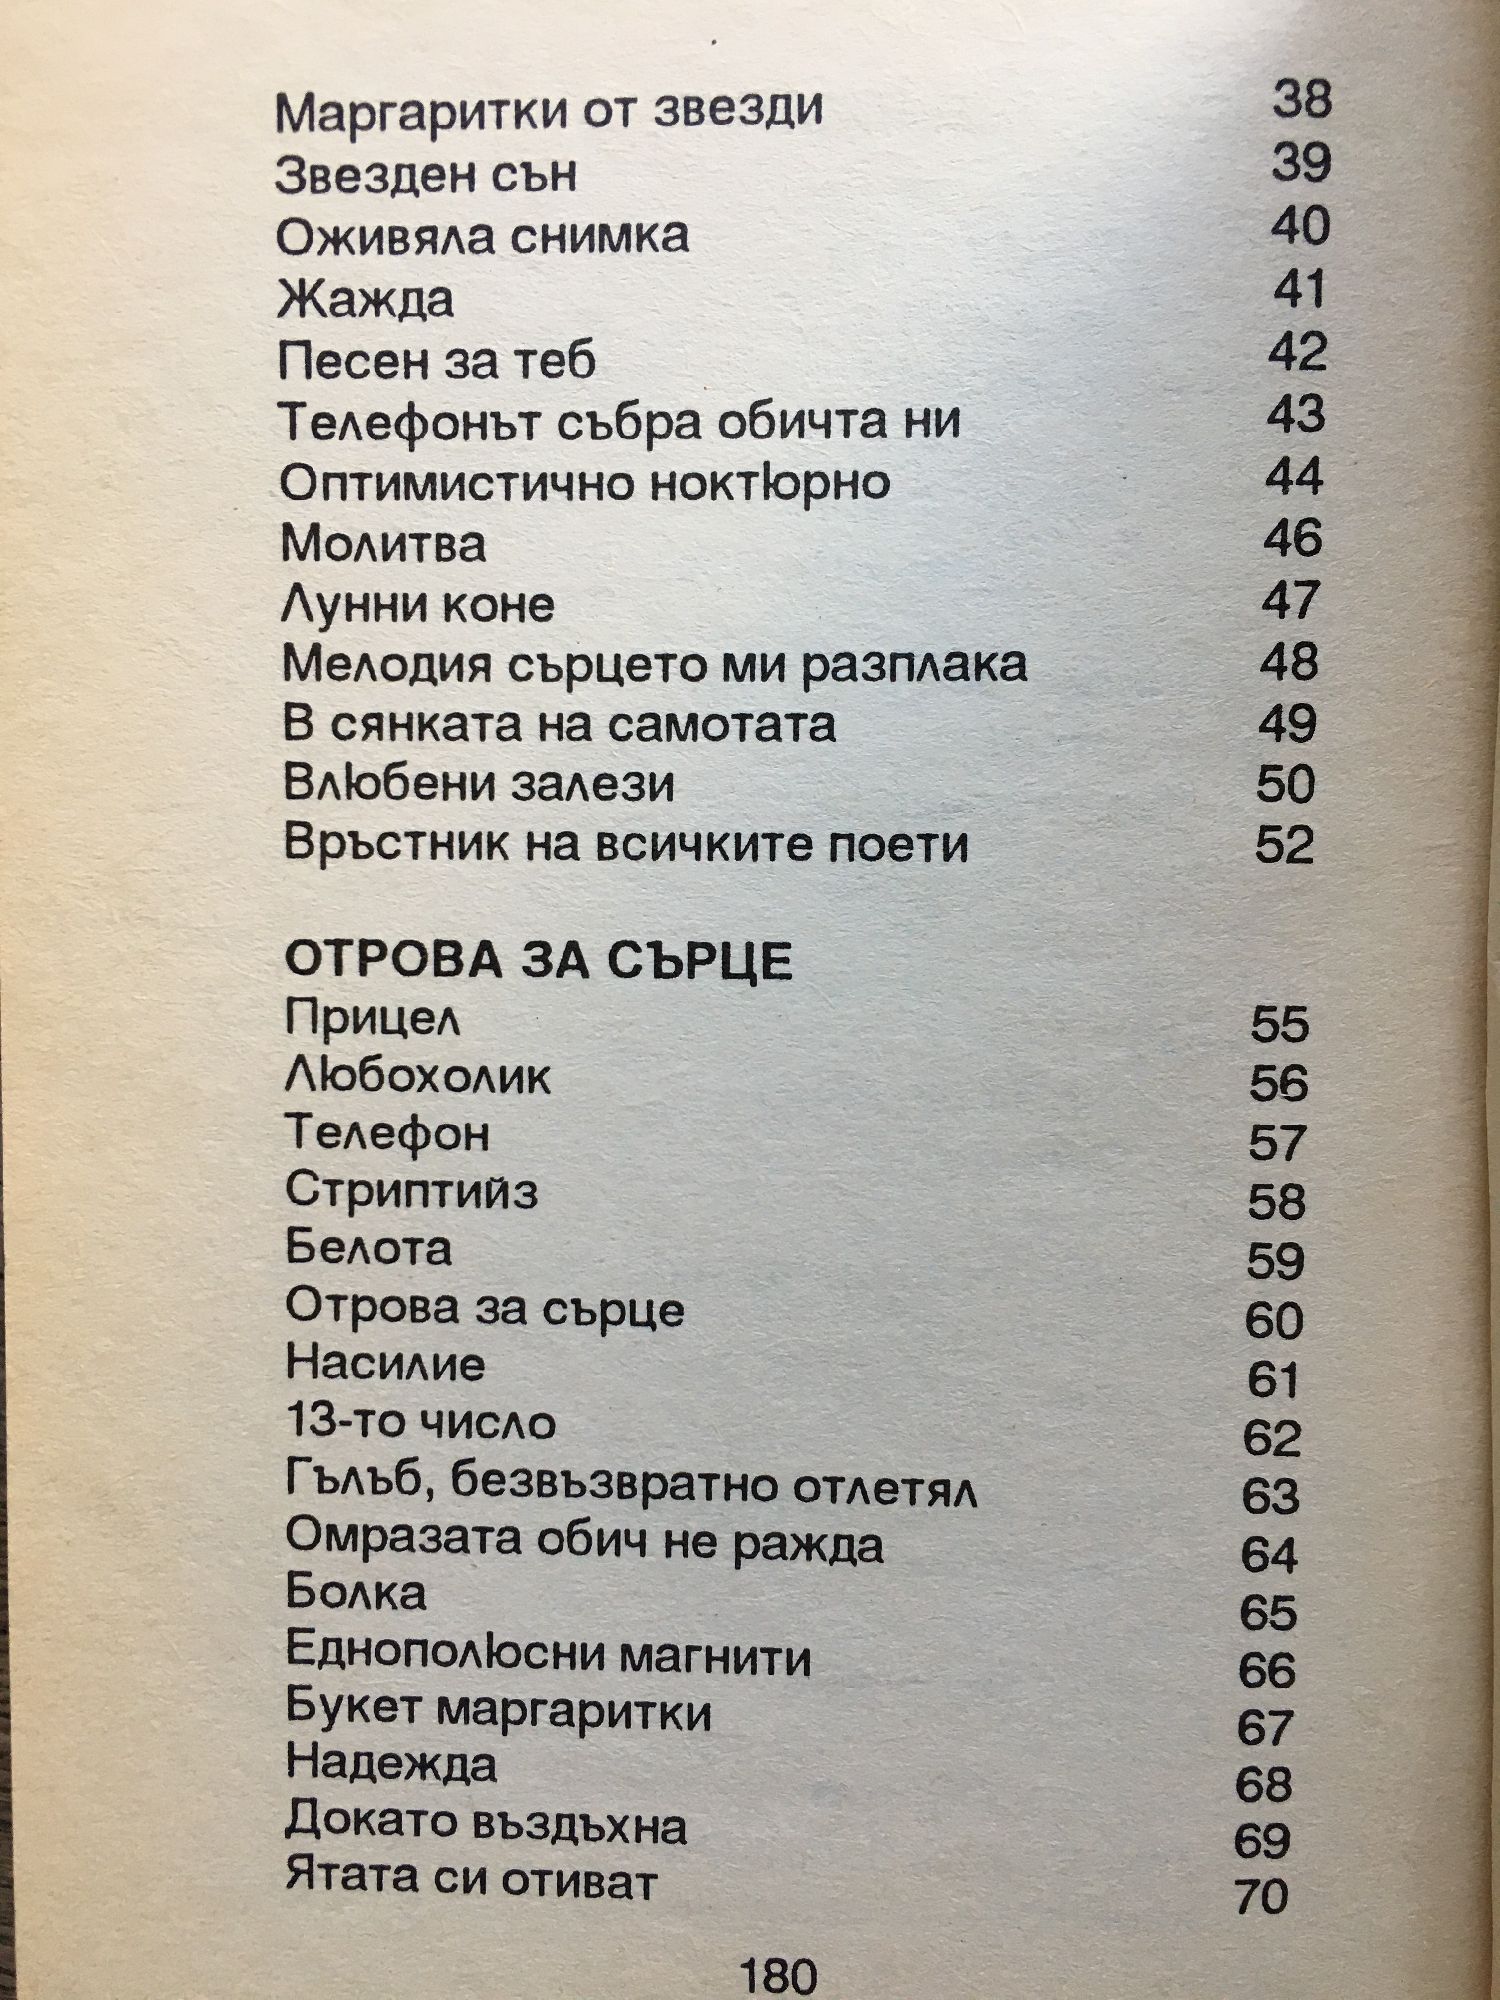 Маргаритки от звезди 38
Звезден сън 39
Оживяла снимка 40
Жажда 41
Песен за теб 42
Телефонът събра обичта ни 43
Оптимистично ноктюрно 44
Молитва 46
Лунни коне 47
Мелодия сърцето ми разплака 48
В сянката на самотата 49
Влюбени залези 50
Връстник на всичките поети 52
ОТРОВА ЗА СЪРЦЕ
Прицел 55
Любохолик 56
Телефон 57
Стриптийз 58
Белота 59
Отрова за сърце 60
Насилие 61
13-то число 62
Гълъб, безвъзвратно отлетял 63
Омразата обич не ражда 64
Болка 65
Еднополюсни магнити 66
Букет маргаритки 67
Надежда 68
Докато въздъхна 69
Ятата си отиват 70
180